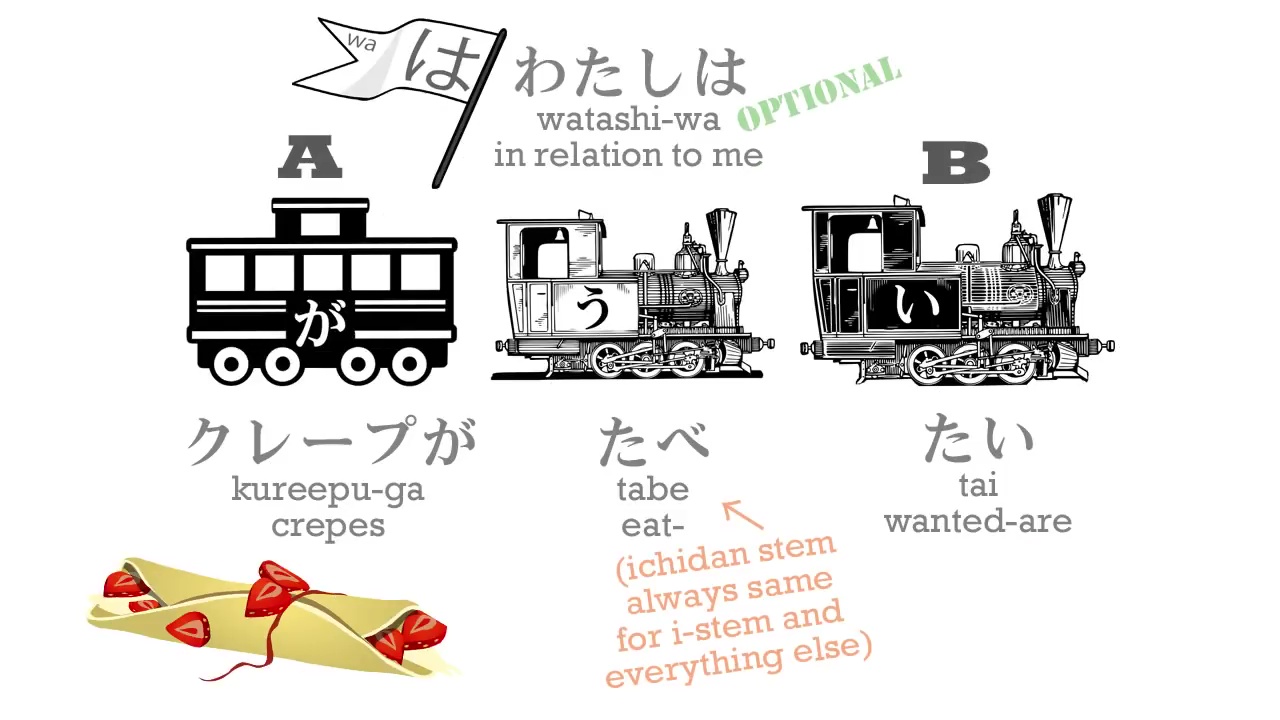 wa
は
わたしは
OPTIONAL
watashi-wa
in relation to me
A
B
が
う
い
クレープが
kureepu-ga
crepes
たべ
tabe
eat-
たい
tai
wanted-are
(ichidan stem
always same
for i-stem and
everything else)